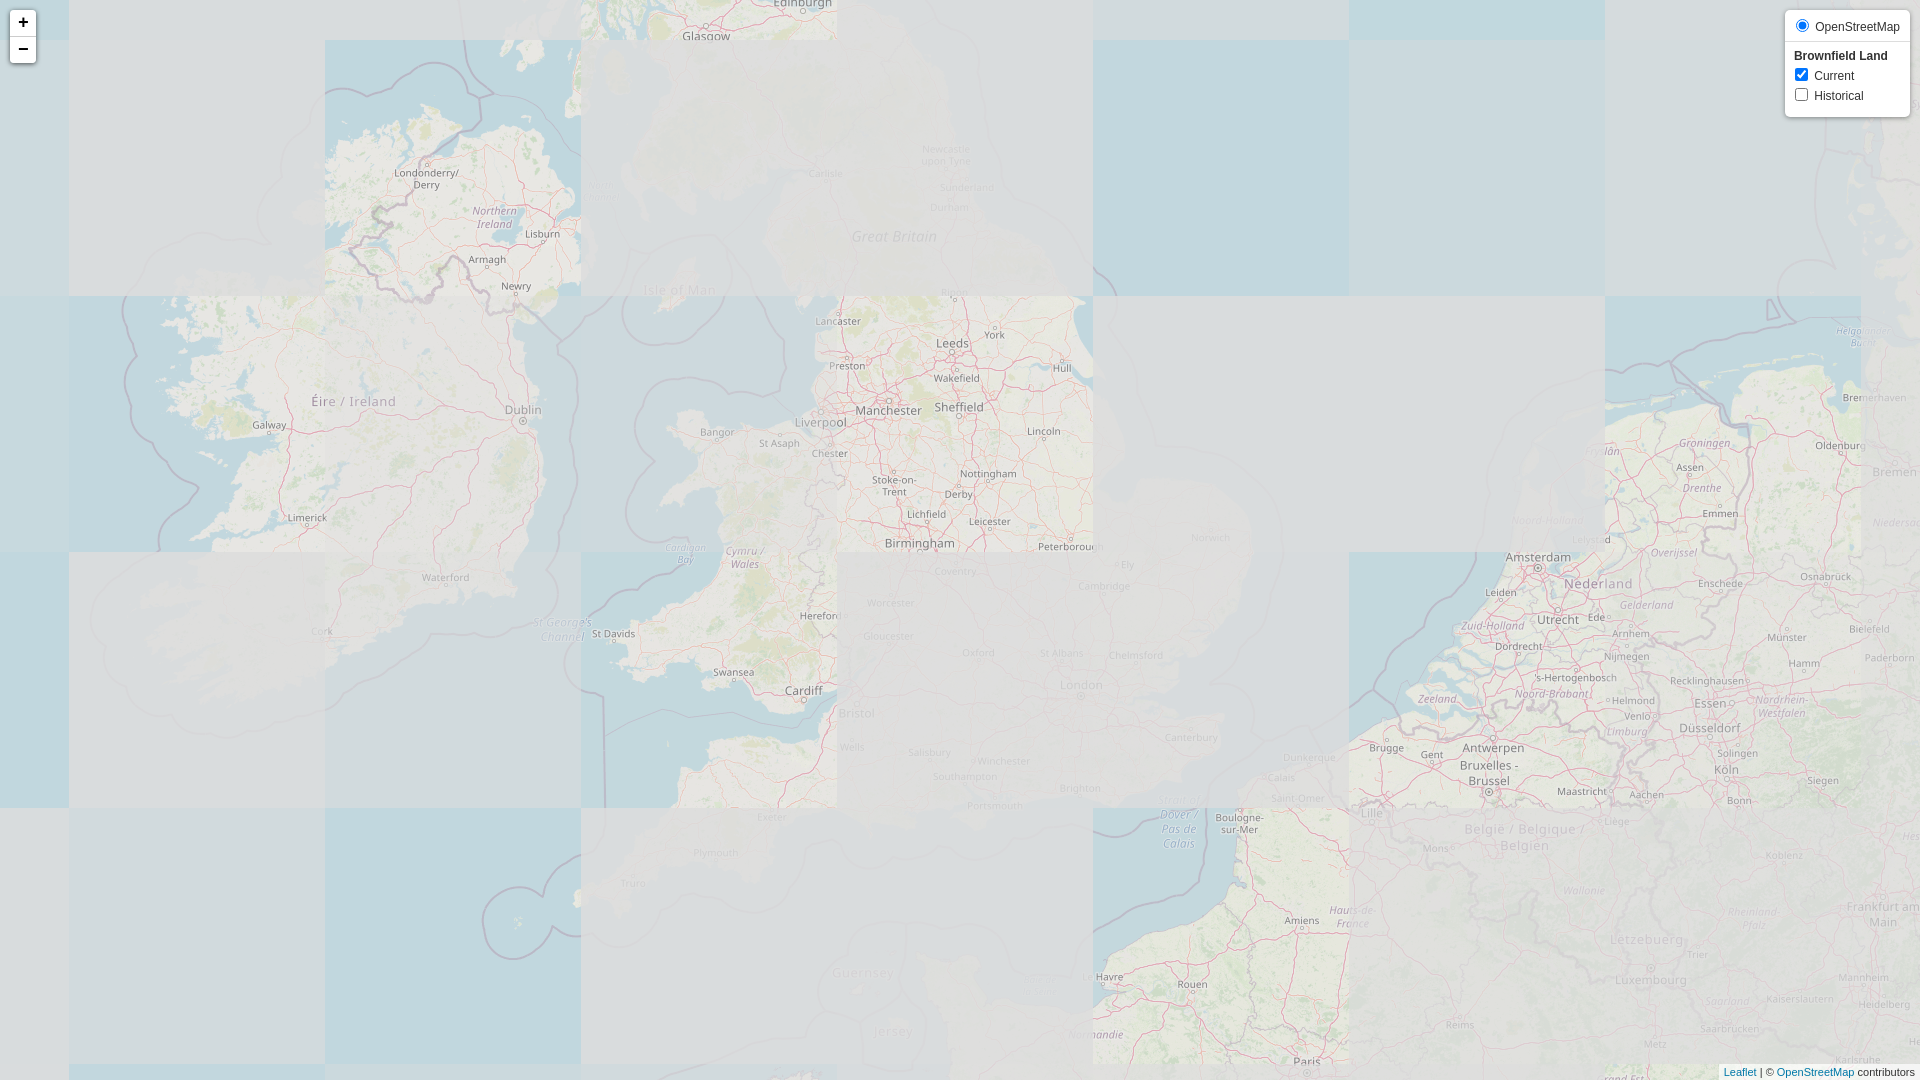 +
−
OpenStreetMap
Brownfield Land
Current
Historical
Edinburgh
Glasgow
Londonderry/
Derry
Northern
Ireland
Lisburn
Armagh
Newry
Newcastle
upon Tyne
Carlisle
Sunderland
Durham
Great Britain
Isle of Man
Ripon
Lancaster
York
Leeds
Preston
Wakefield
Hull
Éire / Ireland
Dublin
Galway
Manchester
Sheffield
Liverpool
Bangor
St Asaph
Chester
Lincoln
Stoke-on-
Trent
Nottingham
Derby
Limerick
Lichfield
Leicester
Birmingham
Peterborough
Norwich
Cardigan
Bay
Cymru /
Wales
Coventry
Ely
Cambridge
Waterford
Worcester
Hereford
Cork
St George's
Channel
St Davids
Gloucester
Oxford
St Albans
Chelmsford
Swansea
Cardiff
London
Bristol
Wells
Salisbury
Winchester
Canterbury
Southampton
Brighton
Portsmouth
Exeter
Plymouth
Truro
Dunkerque
Calais
Saint-Omer
Dover /
Pas de
Calais
Boulogne-
sur-Mer
Guernsey
Jersey
Amiens
Hauts-de-
France
Havre
Rouen
Normandie
Paris
Helgoländer
Bucht
Bremerhaven
Groningen
Oldenburg
Fryslân
Assen
Drenthe
Bremen
Emmen
Noord-Holland
Lelystad
Amsterdam
Overijssel
Nederland
Enschede
Osnabrück
Leiden
Gelderland
Utrecht
Ede
Zuid-Holland
Arnhem
Münster
Bielefeld
Dordrecht
Nijmegen
Hamm
Paderborn
's-Hertogenbosch
Recklinghausen
Zeeland
Noord-Brabant
Helmond
Essen
Nordrhein-
Westfalen
Venlo
Limburg
Düsseldorf
Brugge
Gent
Antwerpen
Solingen
Bruxelles -
Brussel
Köln
Siegen
Maastricht
Aachen
Bonn
Lille
Liège
België / Belgique /
Belgien
Mons
Koblenz
Wallonie
Rheinland-
Pfalz
Frankfurt am
Main
Lëtzebuerg
Trier
Luxembourg
Mannheim
Saarland
Kaiserslautern
Heidelberg
Reims
Saarbrücken
Metz
Karlsruhe
Leaflet | © OpenStreetMap contributors